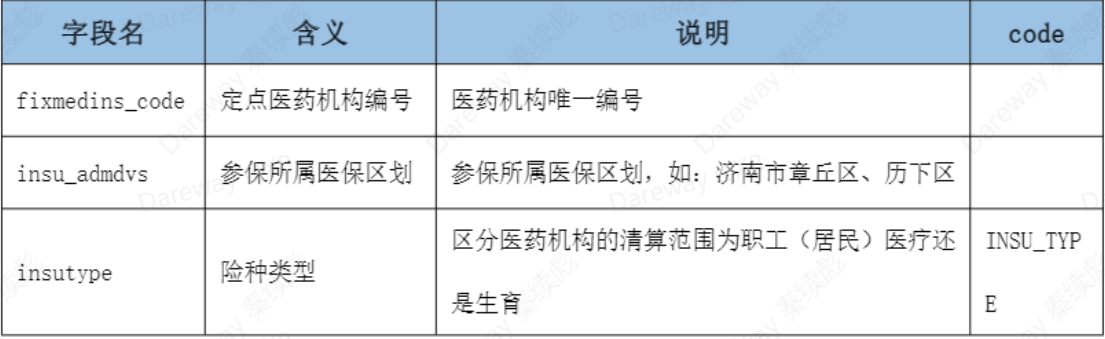 字段名 含义 说明 code
fixmedins_code 定点医药机构编号 医药机构唯一编号
insu_admdvs 参保所属医保区划 参保所属医保区划，如：济南市章丘区、历下区
insutype 险种类型 区分医药机构的清算范围为职工（居民）医疗还
是生育 INSU_TYP
E
Dareway 秦续彪